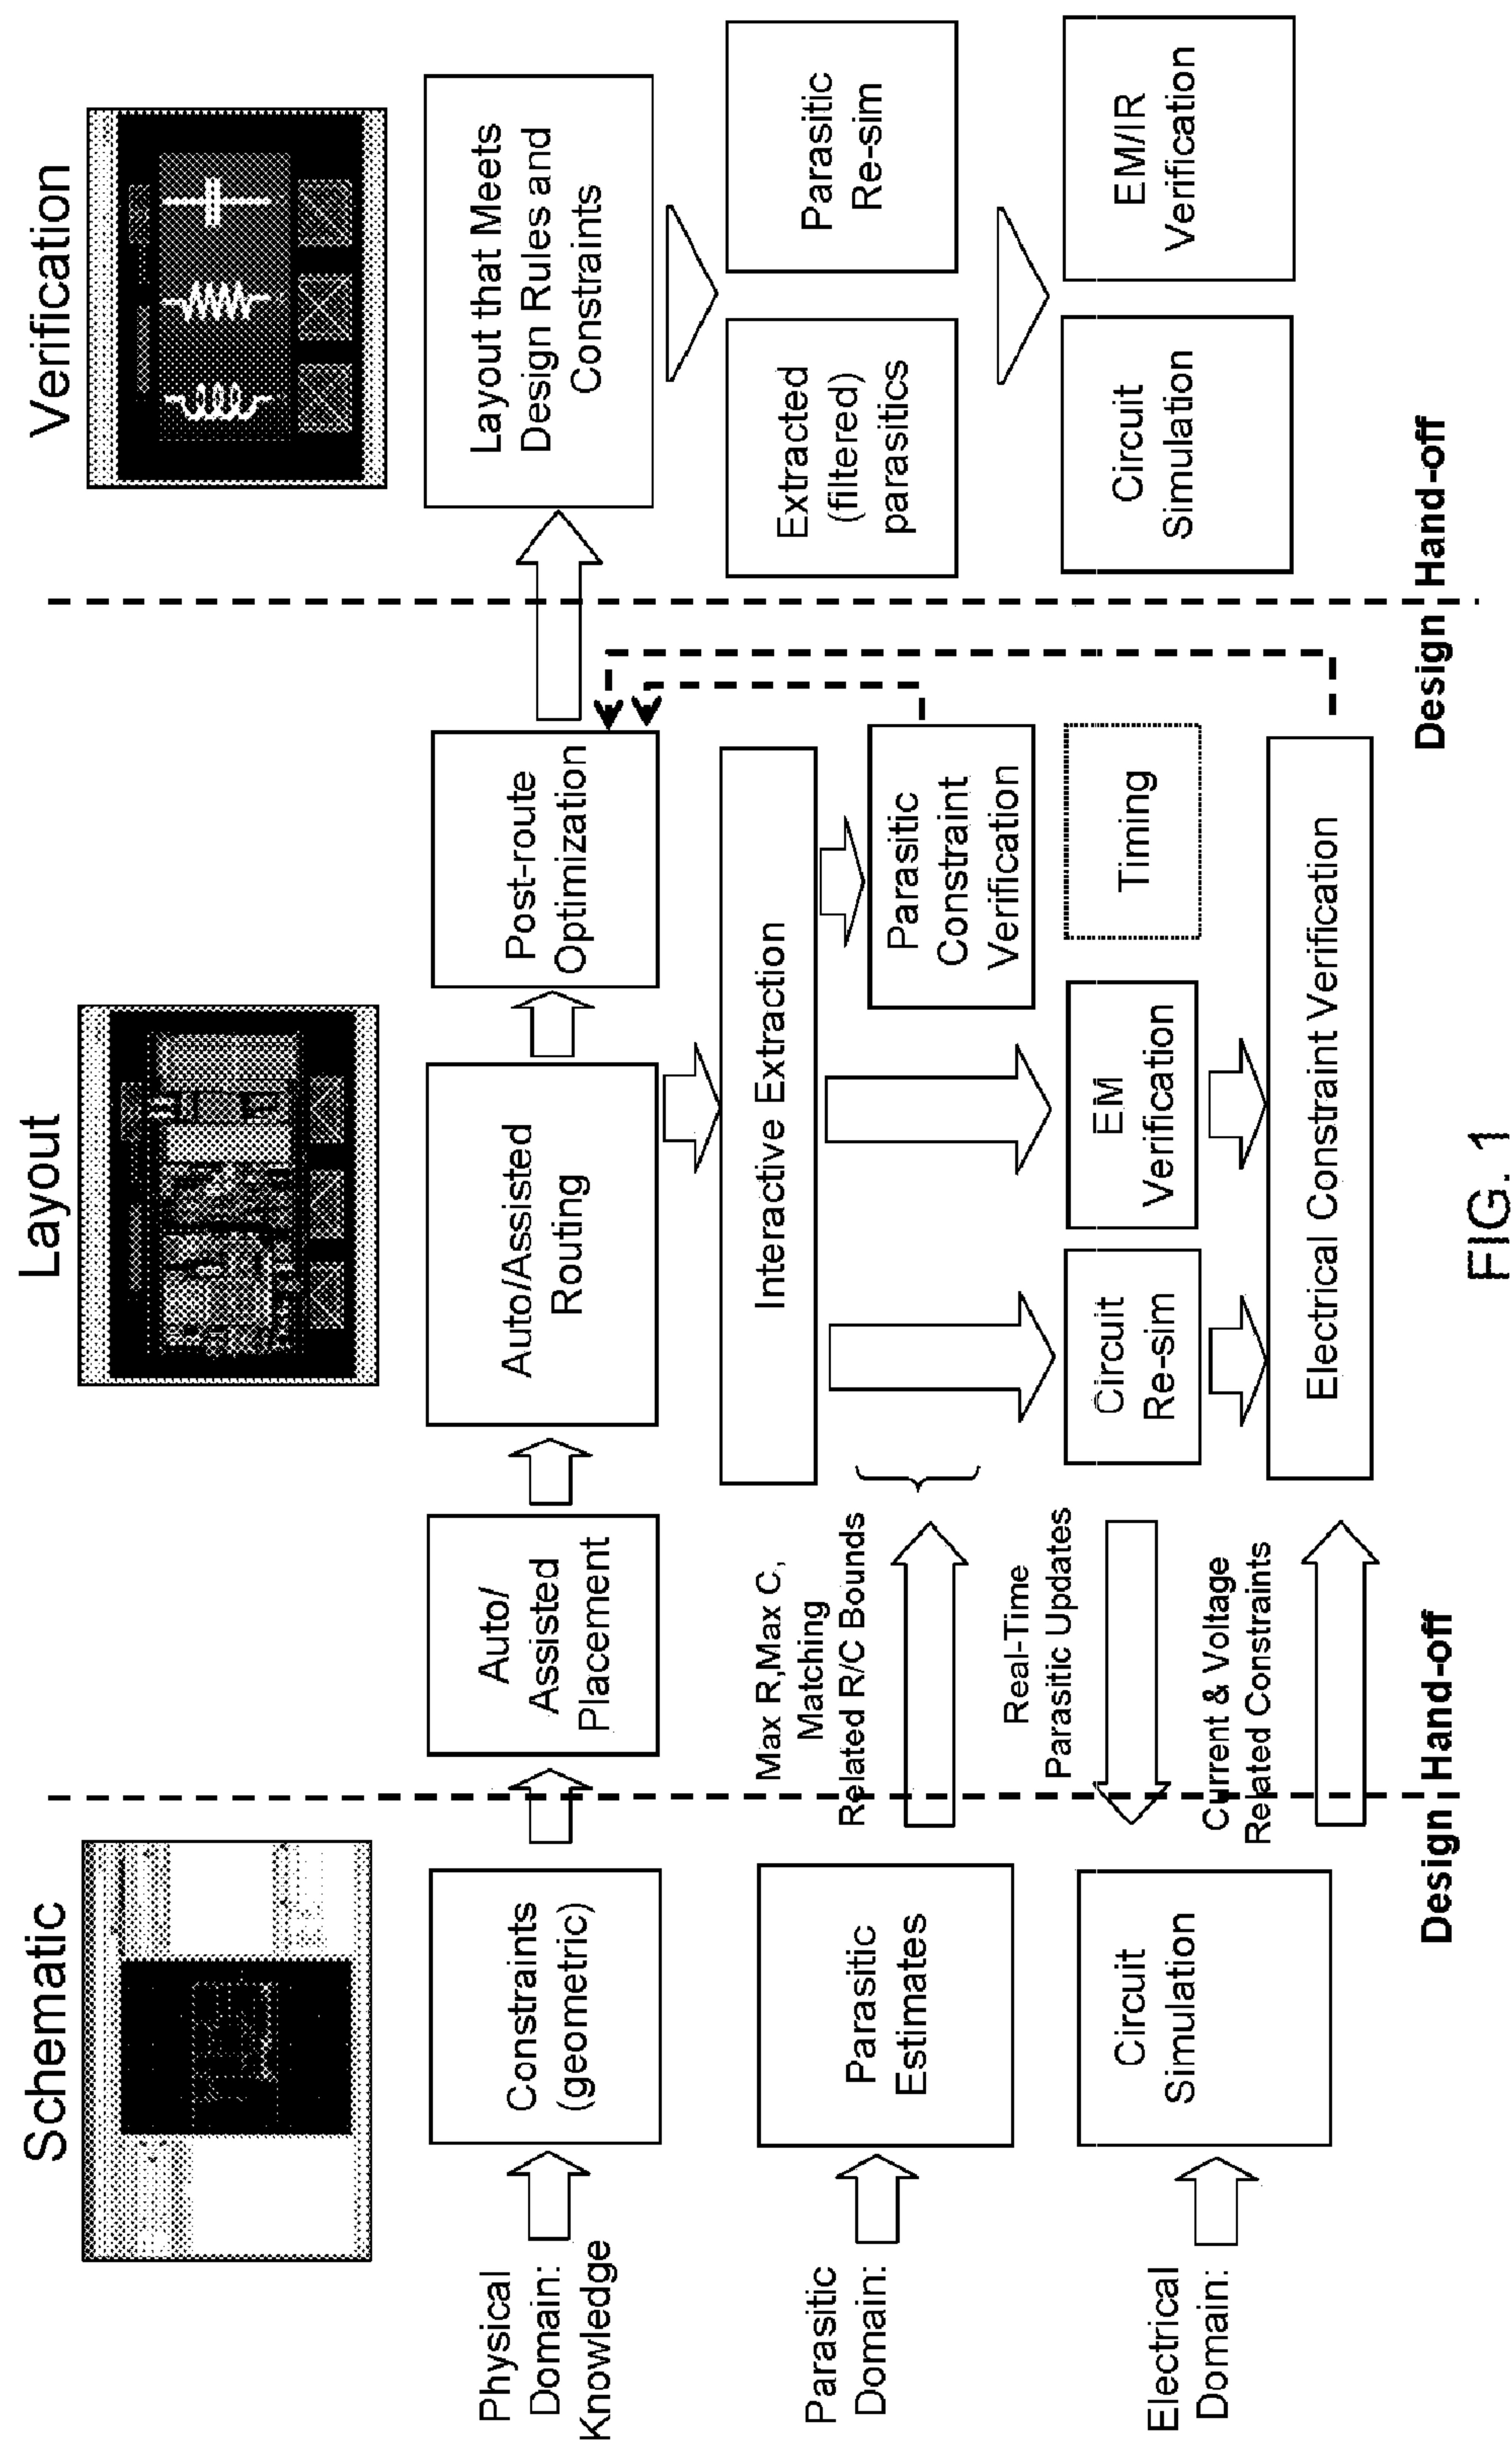 Schematic
Layout
Verification
Physical
Domain:
Knowledge
Constraints
(geometric)
Auto/
Assisted
Placement
Auto/Assisted
Routing
Post-route
Optimization
Layout that Meets
Design Rules and
Constraints
Parasitic
Domain:
Parasitic
Estimates
Max R,Max C,
Matching
Related R/C Bounds
Interactive Extraction
Parasitic
Constraint
Verification
Extracted
(filtered)
parasitics
Parasitic
Re-sim
Electrical
Domain:
Circuit
Simulation
Real-Time
Parasitic Updates
Current & Voltage
Related Constraints
Circuit
Re-sim
EM
Verification
Timing
Electrical Constraint Verification
Circuit
Simulation
EM/IR
Verification
Design Hand-off
Design Hand-off
FIG. 1